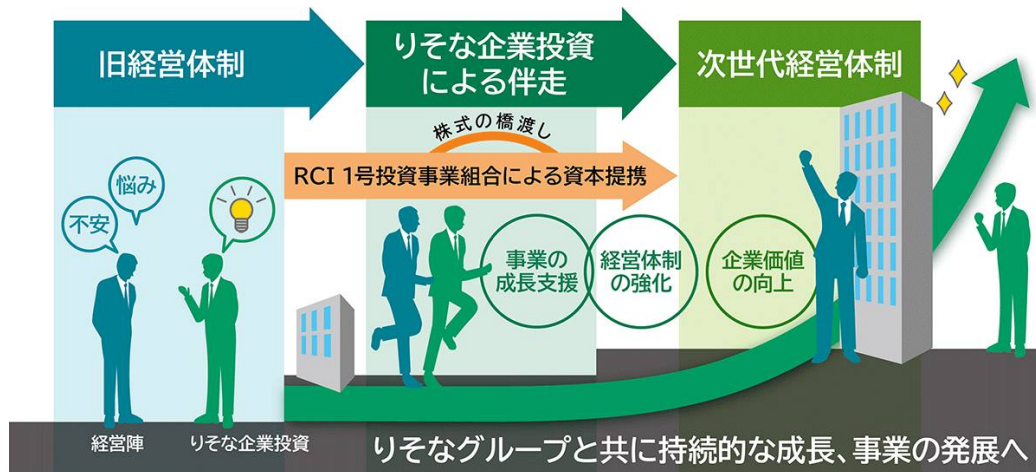 旧経営体制
りそな企業投資
による伴走
次世代経営体制
株式の橋渡し
RCI 1号投資事業組合による資本提携
悩み
不安
事業の
成長支援
経営体制
の強化
企業価値
の向上
経営陣
りそな企業投資
りそなグループと共に持続的な成長、事業の発展へ